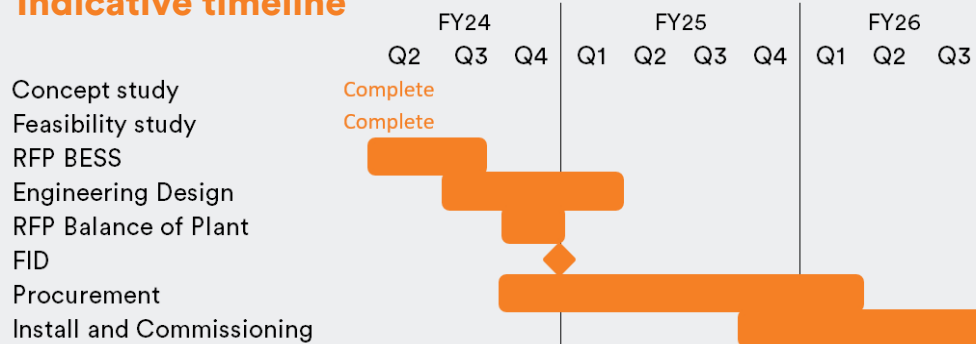 Indicative timeline
FY24 FY25 FY26
Q2 Q3 Q4 Q1 Q2 Q3 Q4 Q1 Q2 Q3
Concept study Complete
Feasibility study Complete
RFP BESS
Engineering Design
RFP Balance of Plant
FID
Procurement
Install and Commissioning